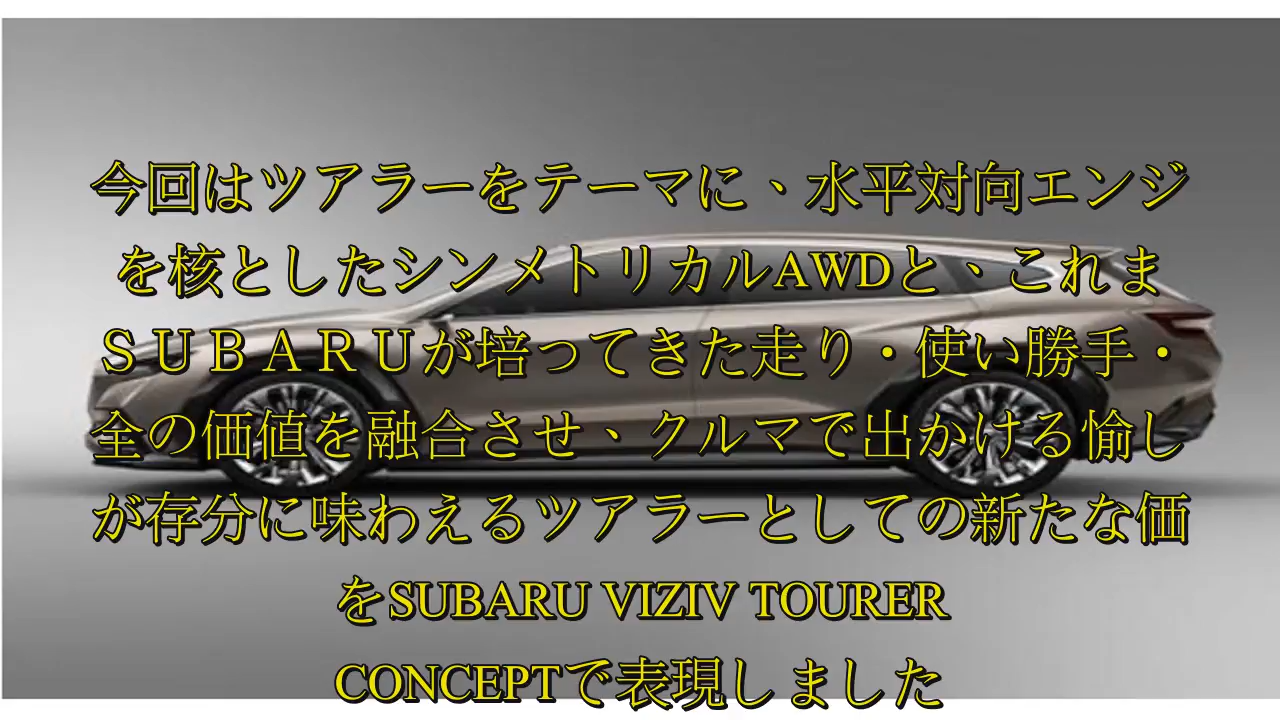 今回はツアラーをテーマに、水平対向エンジ
を核としたシンメトリカルAWDと、これま
ＳＵＢＡＲＵが培ってきた走り・使い勝手・
全の価値を融合させ、クルマで出かける愉し
が存分に味わえるツアラーとしての新たな価
をSUBARU VIZIV TOURER
CONCEPTで表現しました